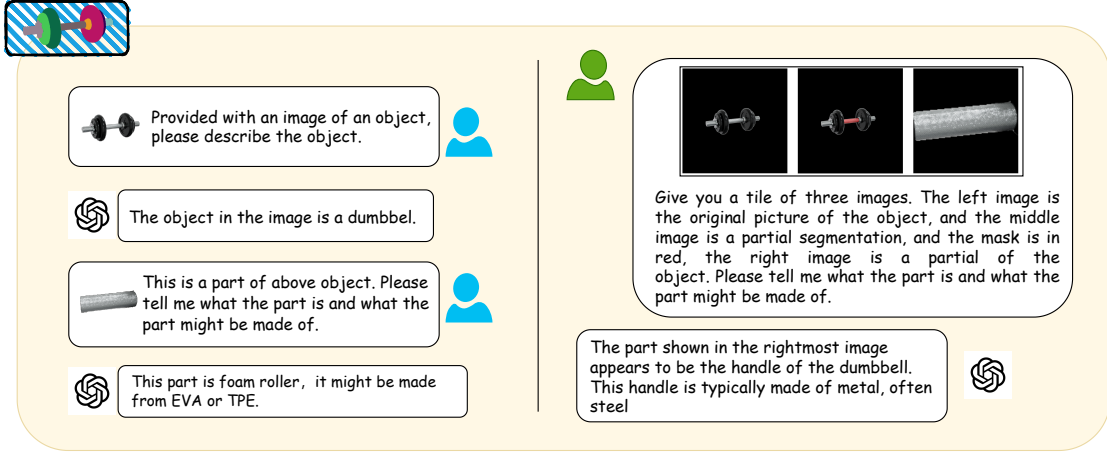 Provided with an image of an object,
please describe the object.
The object in the image is a dumbbel.
This is a part of above object. Please
tell me what the part is and what the
part might be made of.
This part is foam roller, it might be made
from EVA or TPE.
Give you a tile of three images. The left image is
the original picture of the object, and the middle
image is a partial segmentation, and the mask is in
red, the right image is a partial of the
object. Please tell me what the part is and what the
part might be made of.
The part shown in the rightmost image
appears to be the handle of the dumbbell.
This handle is typically made of metal, often
steel